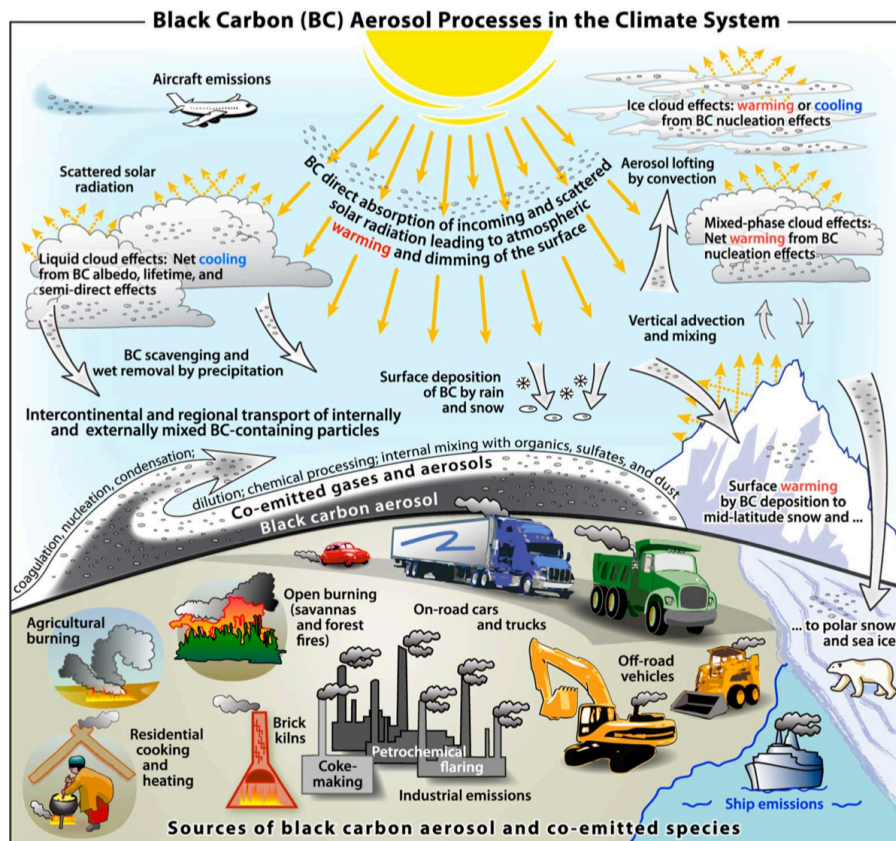 Black Carbon (BC) Aerosol Processes in the Climate System
Aircraft emissions
Ice cloud effects: warming or cooling
from BC nucleation effects
Scattered solar
radiation
BC direct absorption of incoming and scattered
solar radiation leading to atmospheric
warming and dimming of the surface
Aerosol lofting
by convection
Liquid cloud effects: Net cooling
from BC albedo, lifetime, and
semi-direct effects
Mixed-phase cloud effects:
Net warming from BC
nucleation effects
Vertical advection
and mixing
BC scavenging and
wet removal by precipitation
Surface deposition
of BC by rain
and snow
Intercontinental and regional transport of internally
and externally mixed BC-containing particles
coagulation, nucleation, condensation;
dilution; chemical processing; internal mixing with organics, sulfates, and dust
Co-emitted gases and aerosols
Black carbon aerosol
Surface warming
by BC deposition to
mid-latitude snow and ...
... to polar snow
and sea ice
Agricultural
burning
Open burning
(savannas
and forest
fires)
On-road cars
and trucks
Off-road
vehicles
Residential
cooking
and
heating
Brick
kilns
Coke-
making
Petrochemical
flaring
Industrial emissions
Ship emissions
Sources of black carbon aerosol and co-emitted species